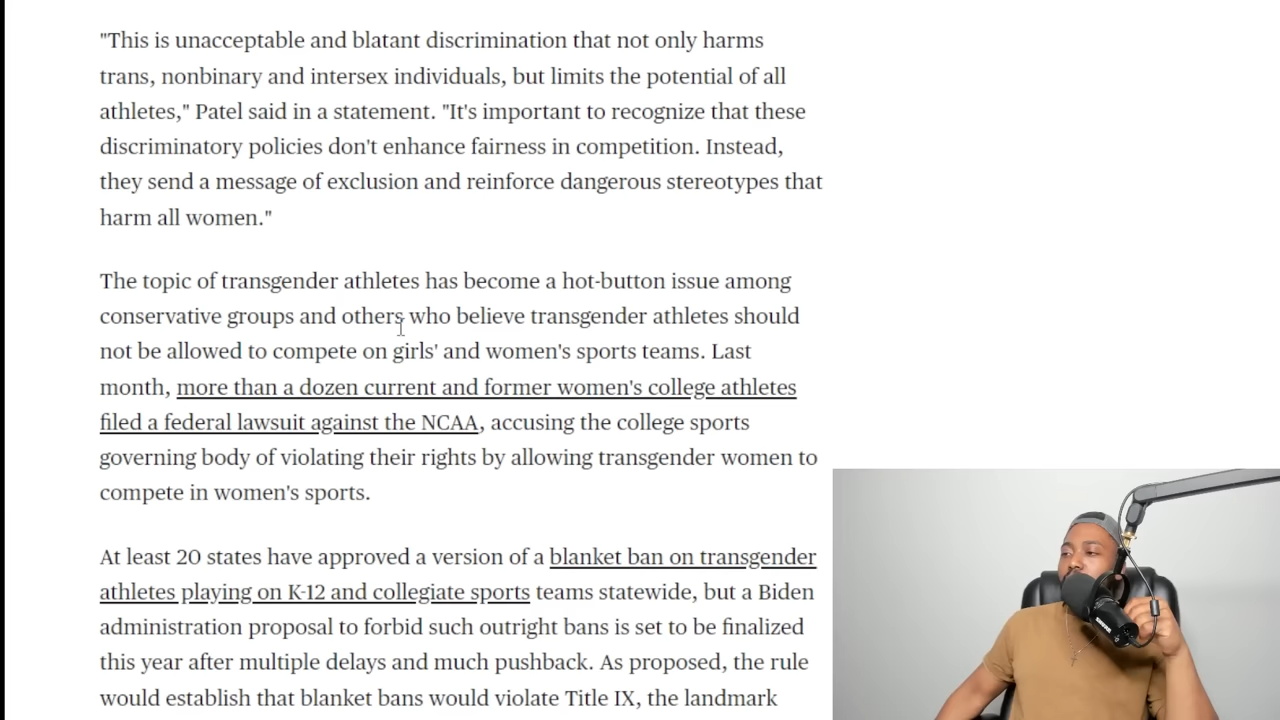 "This is unacceptable and blatant discrimination that not only harms
trans, nonbinary and intersex individuals, but limits the potential of all
athletes," Patel said in a statement. "It's important to recognize that these
discriminatory policies don't enhance fairness in competition. Instead,
they send a message of exclusion and reinforce dangerous stereotypes that
harm all women."
The topic of transgender athletes has become a hot-button issue among
conservative groups and others who believe transgender athletes should
not be allowed to compete on girls' and women's sports teams. Last
month, more than a dozen current and former women's college athletes
filed a federal lawsuit against the NCAA, accusing the college sports
governing body of violating their rights by allowing transgender women to
compete in women's sports.
At least 20 states have approved a version of a blanket ban on transgender
athletes playing on K-12 and collegiate sports teams statewide, but a Biden
administration proposal to forbid such outright bans is set to be finalized
this year after multiple delays and much pushback. As proposed, the rule
would establish that blanket bans would violate Title IX, the landmark
SHURE